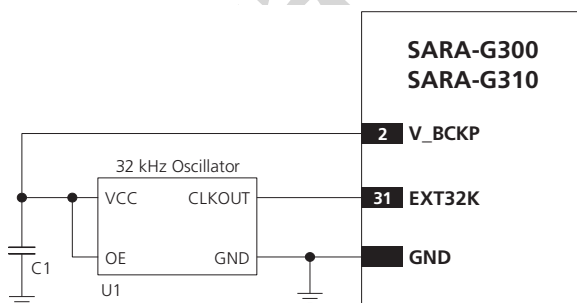 SARA-G300
SARA-G310
2 V_BCKP
32 kHz Oscillator
VCC CLKOUT
31 EXT32K
OE GND
GND
C1
U1